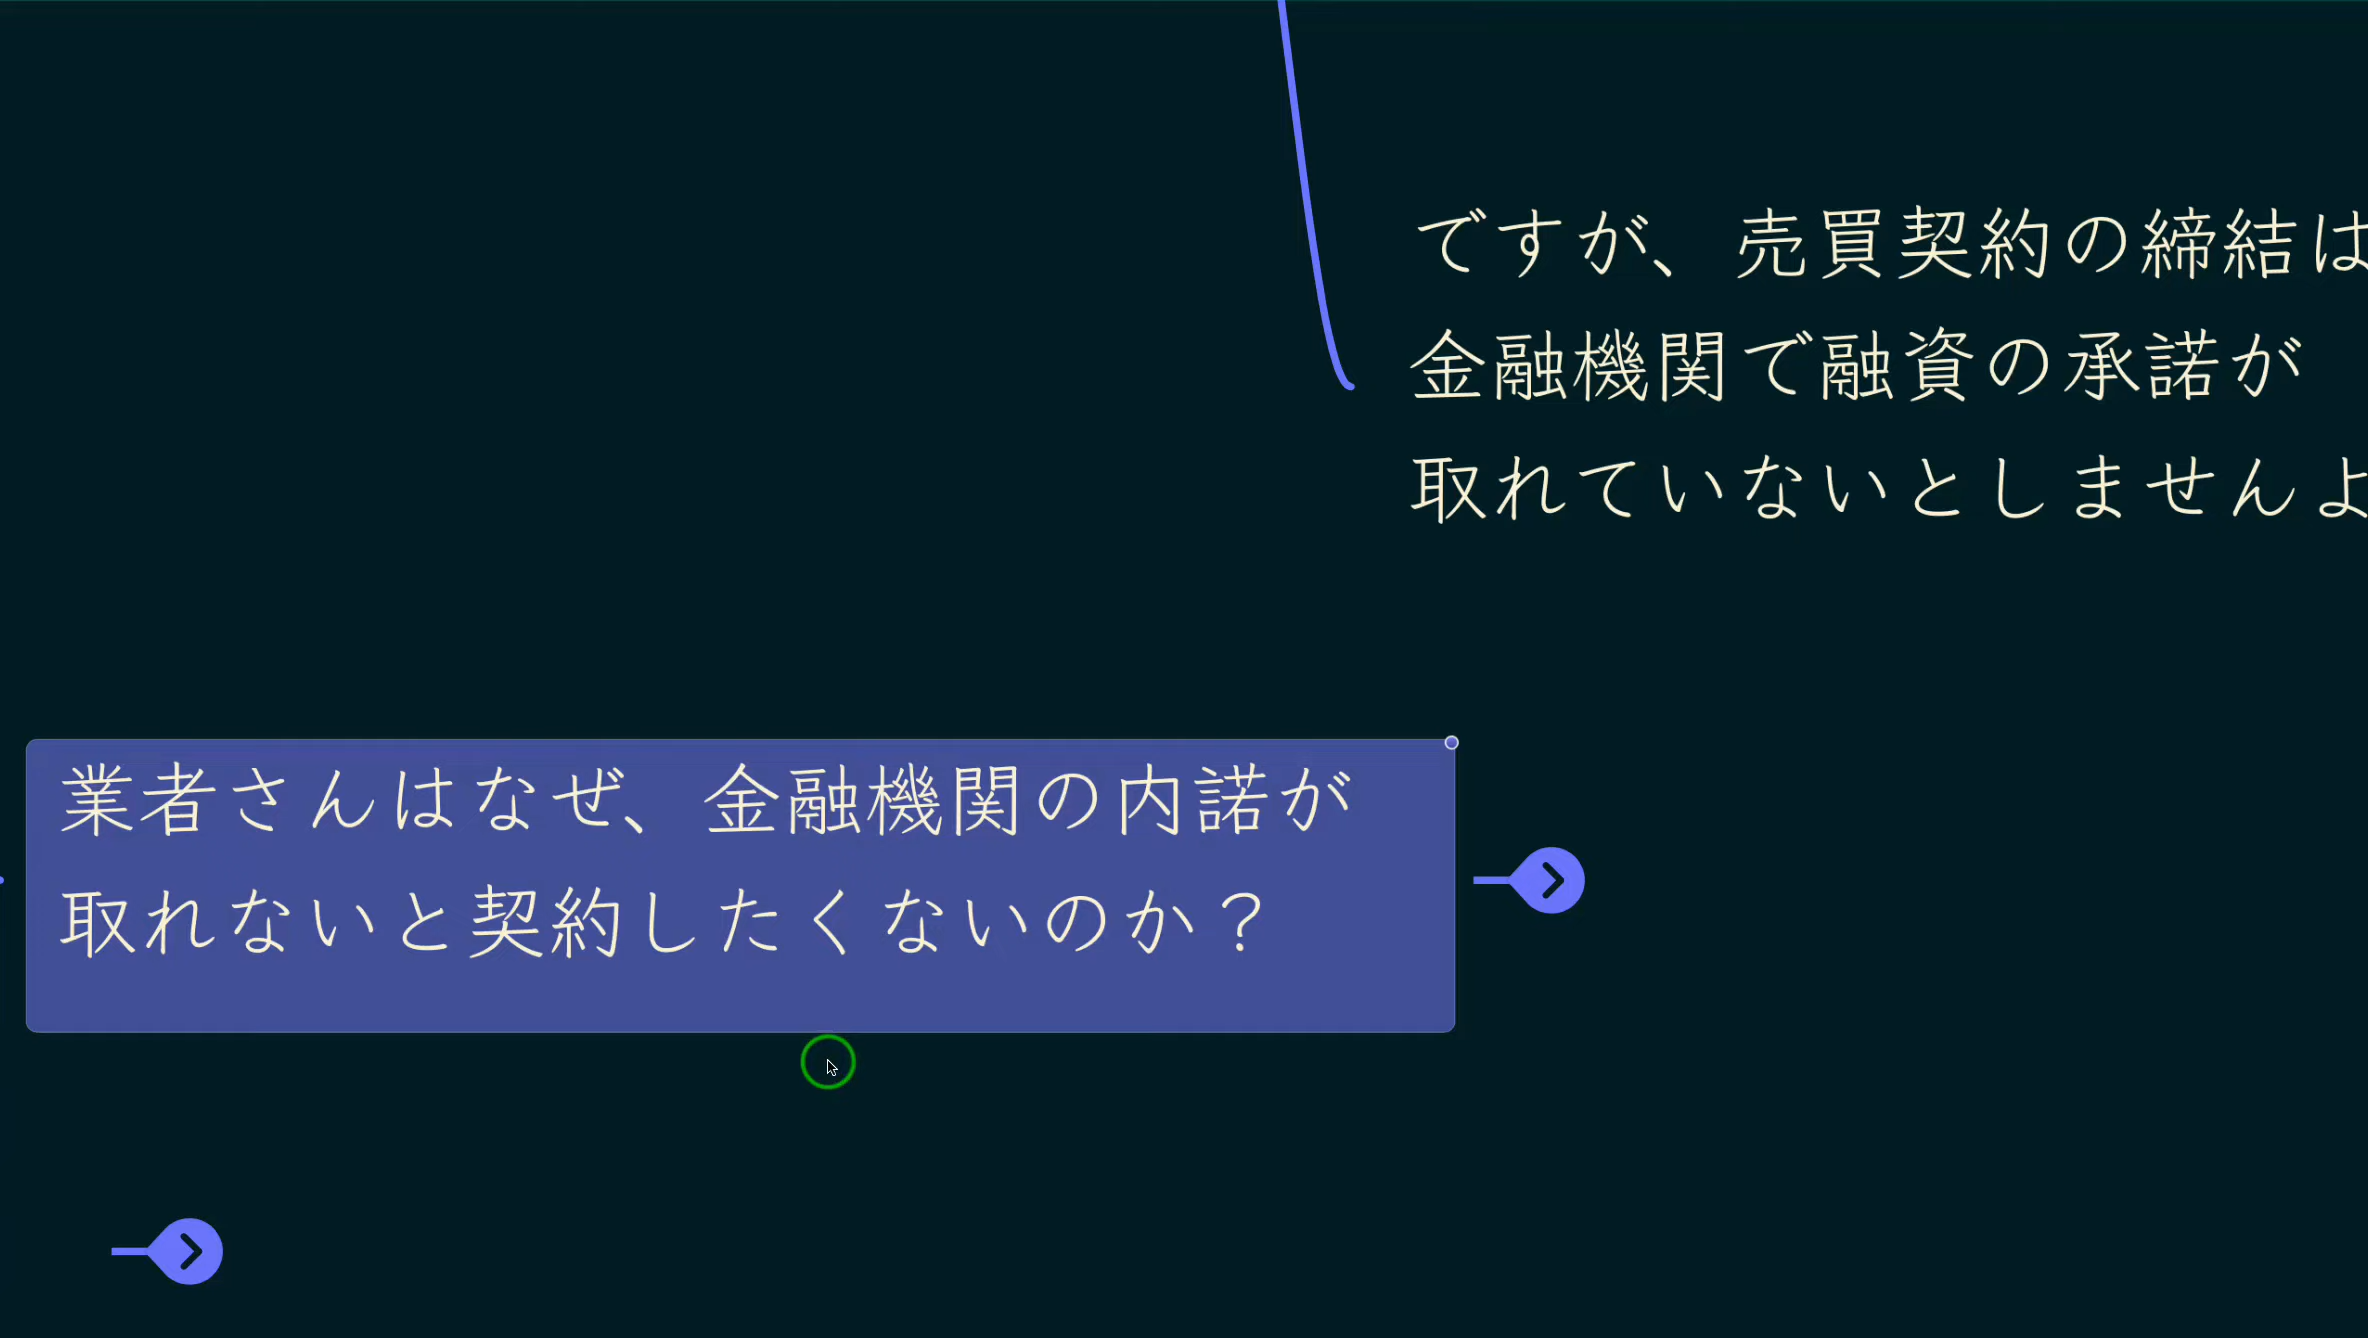 ですが、売買契約の締結は
金融機関で融資の承諾が
取れていないとしませんよ
業者さんはなぜ、金融機関の内諾が
取れないと契約したくないのか？